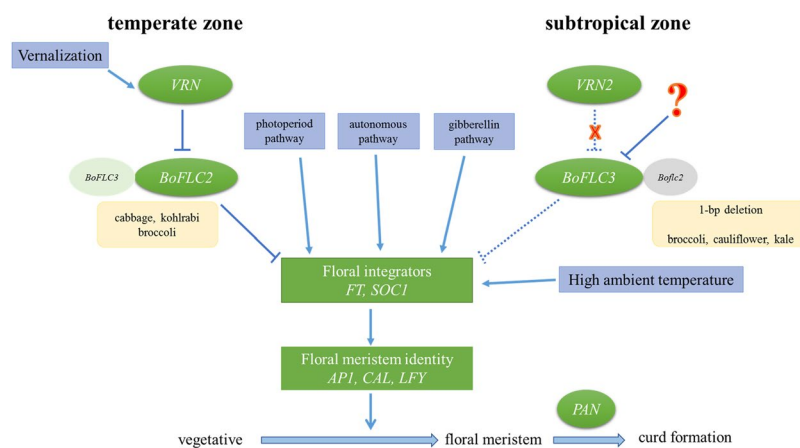 temperate zone
subtropical zone
Vernalization
VRN
VRN2
?
photoperiod
pathway
autonomous
pathway
gibberellin
pathway
X
BoFLC3
BoFLC2
BoFLC3
Boflc2
cabbage, kohlrabi
broccoli
1-bp deletion
broccoli, cauliflower, kale
Floral integrators
FT, SOC1
High ambient temperature
Floral meristem identity
AP1, CAL, LFY
PAN
vegetative
floral meristem
curd formation